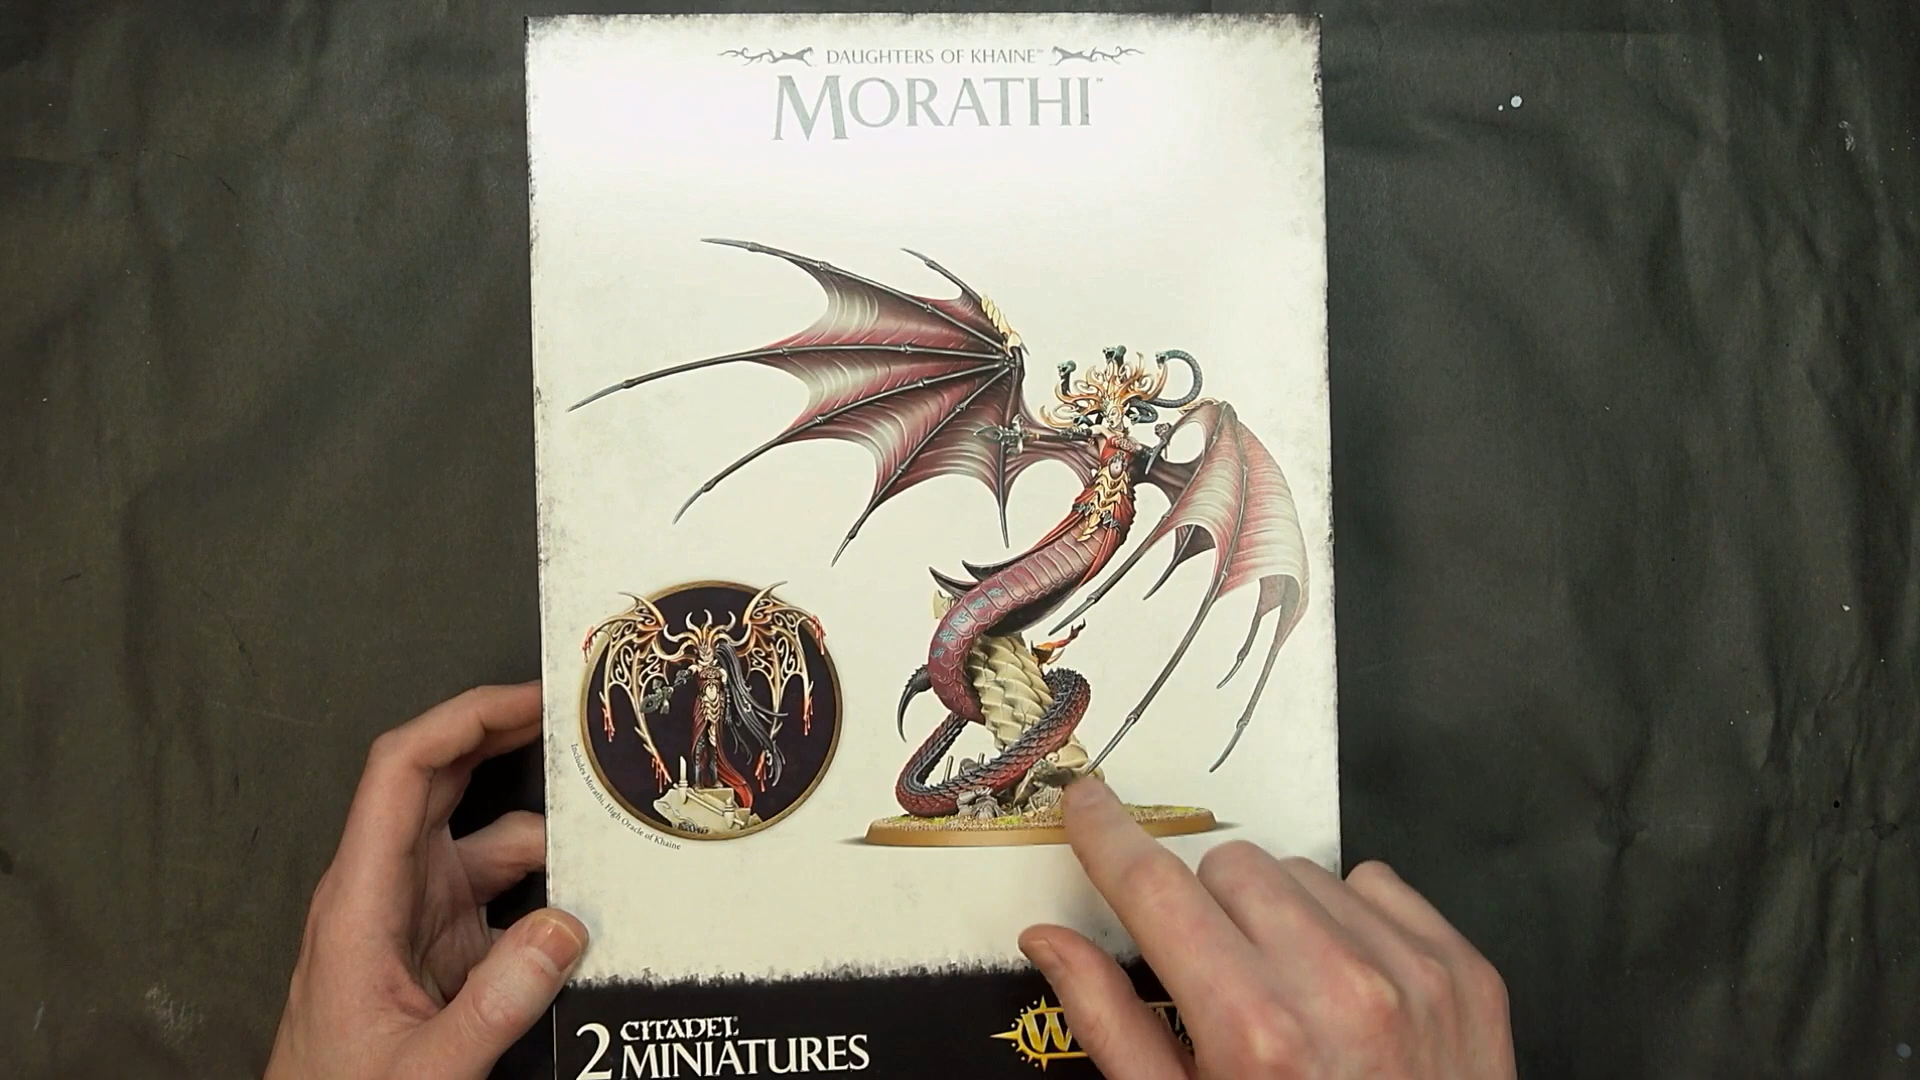 DAUGHTERS OF KHAINE™
MORATHI™
Includes Morathi, High Oracle of Khaine
2 CITADEL®
MINIATURES